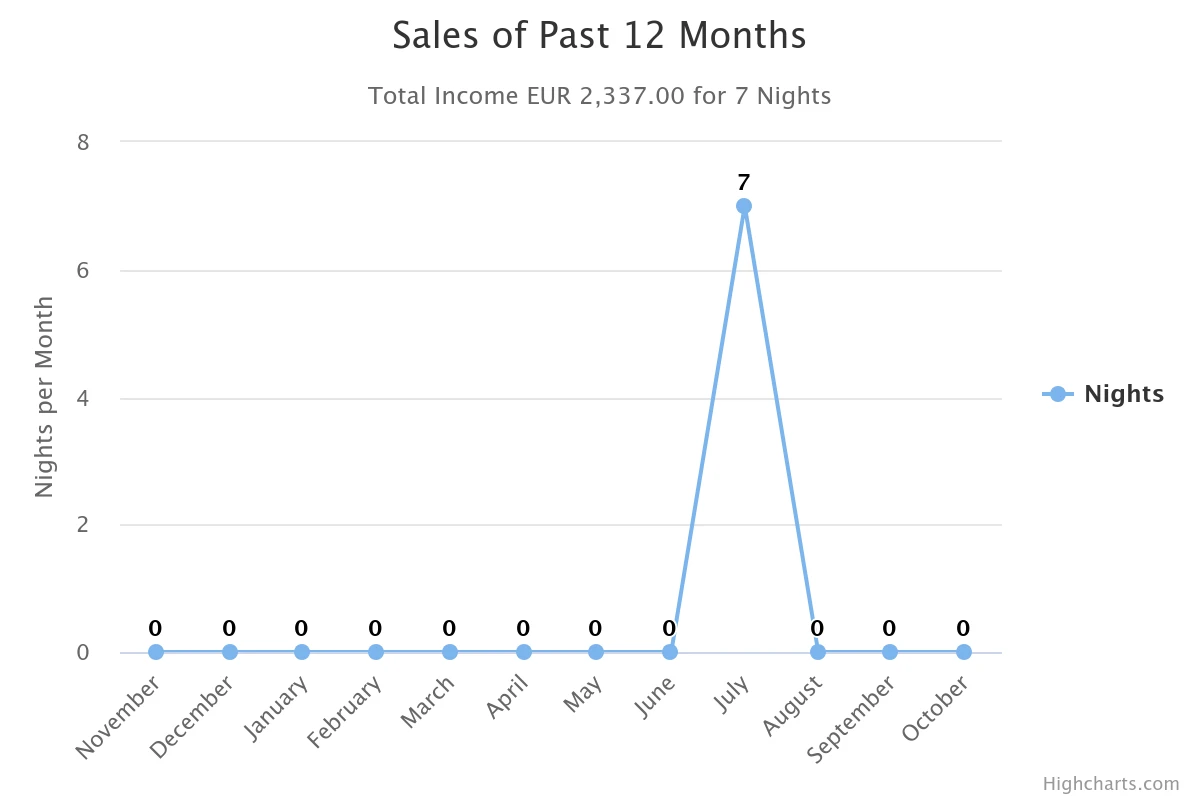 Sales of Past 12 Months
Total Income EUR 2,337.00 for 7 Nights
Nights per Month
8
6
4
2
0
0
0
0
0
0
0
0
0
7
0
0
0
November
December
January
February
March
April
May
June
July
August
September
October
Nights
Highcharts.com